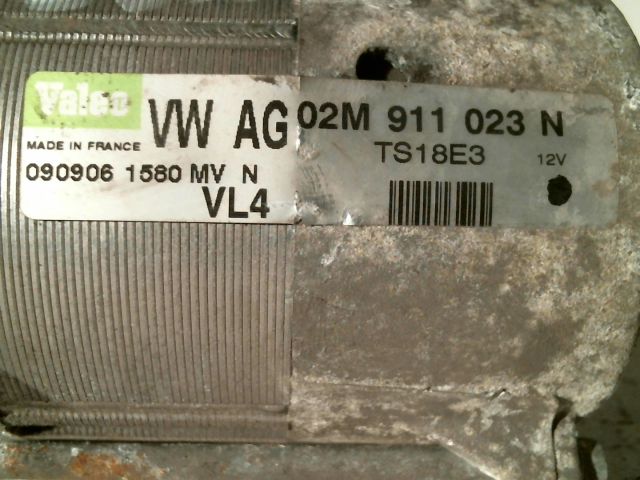 Valeo
VW AG 02M 911 023 N
MADE IN FRANCE
TS18E3 12V
090906 1580 MV N
VL4